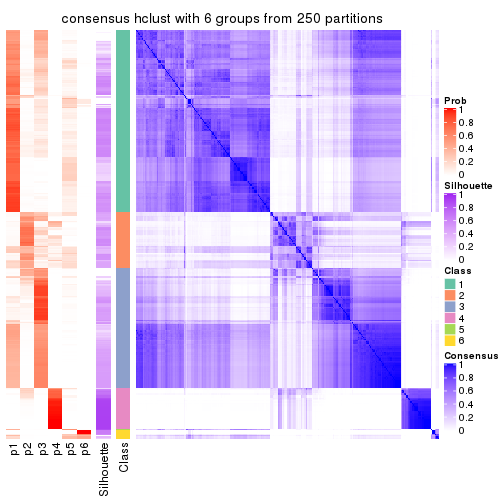 consensus hclust with 6 groups from 250 partitions
Prob
1
0.8
0.6
0.4
0.2
0
Silhouette
1
0.8
0.6
0.4
0.2
0
Class
1
2
3
4
5
6
Consensus
1
0.8
0.6
0.4
0.2
0
p1
p2
p3
p4
p5
p6
Silhouette
Class